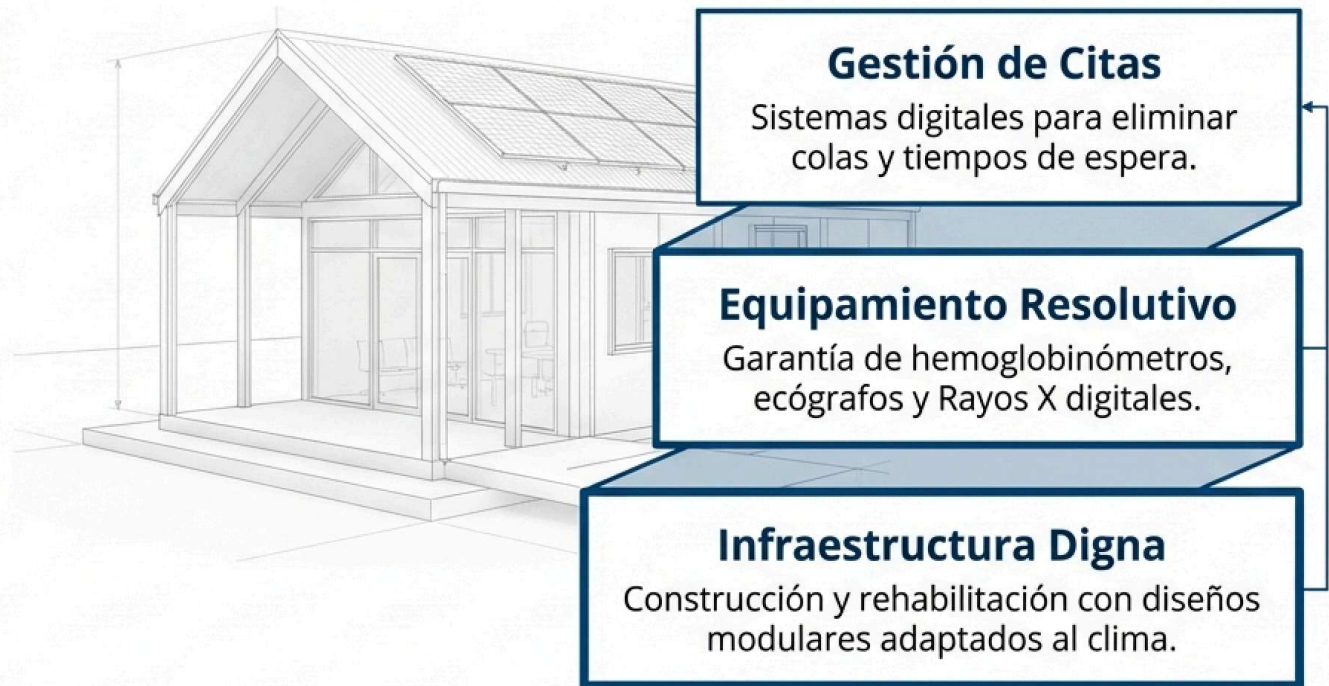 Gestión de Citas
Sistemas digitales para eliminar
colas y tiempos de espera.
Equipamiento Resolutivo
Garantía de hemoglobinómetros,
ecógrafos y Rayos X digitales.
Infraestructura Digna
Construcción y rehabilitación con diseños
modulares adaptados al clima.